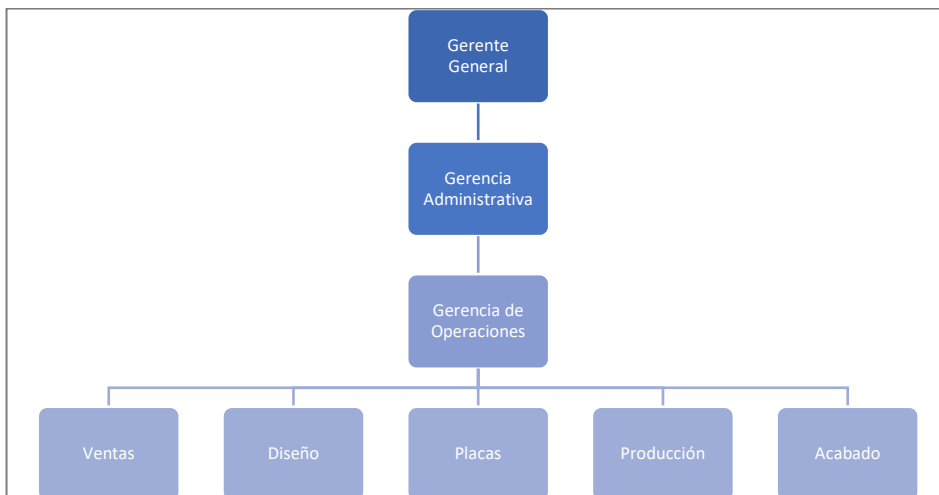 Gerente
General
Gerencia
Administrativa
Gerencia de
Operaciones
Ventas
Diseño
Placas
Producción
Acabado